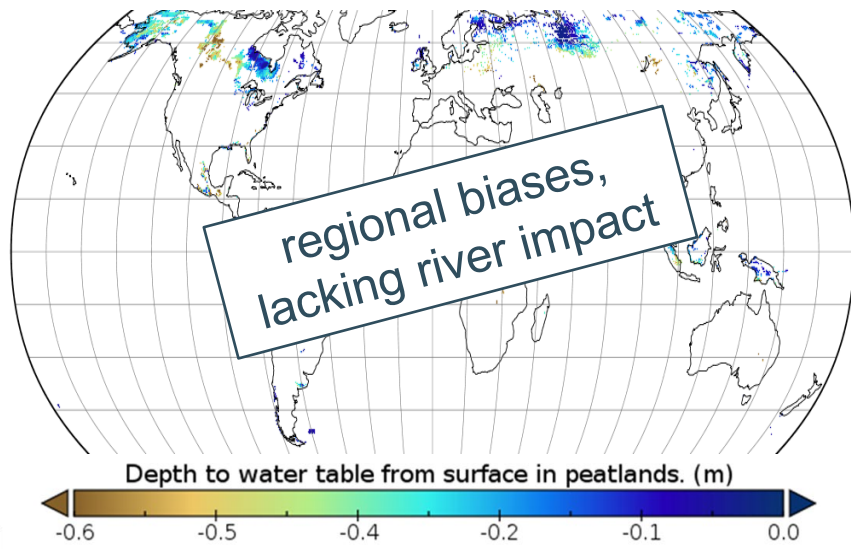 regional biases,
lacking river impact
Depth to water table from surface in peatlands. (m)
-0.6 -0.5 -0.4 -0.2 -0.1 0.0